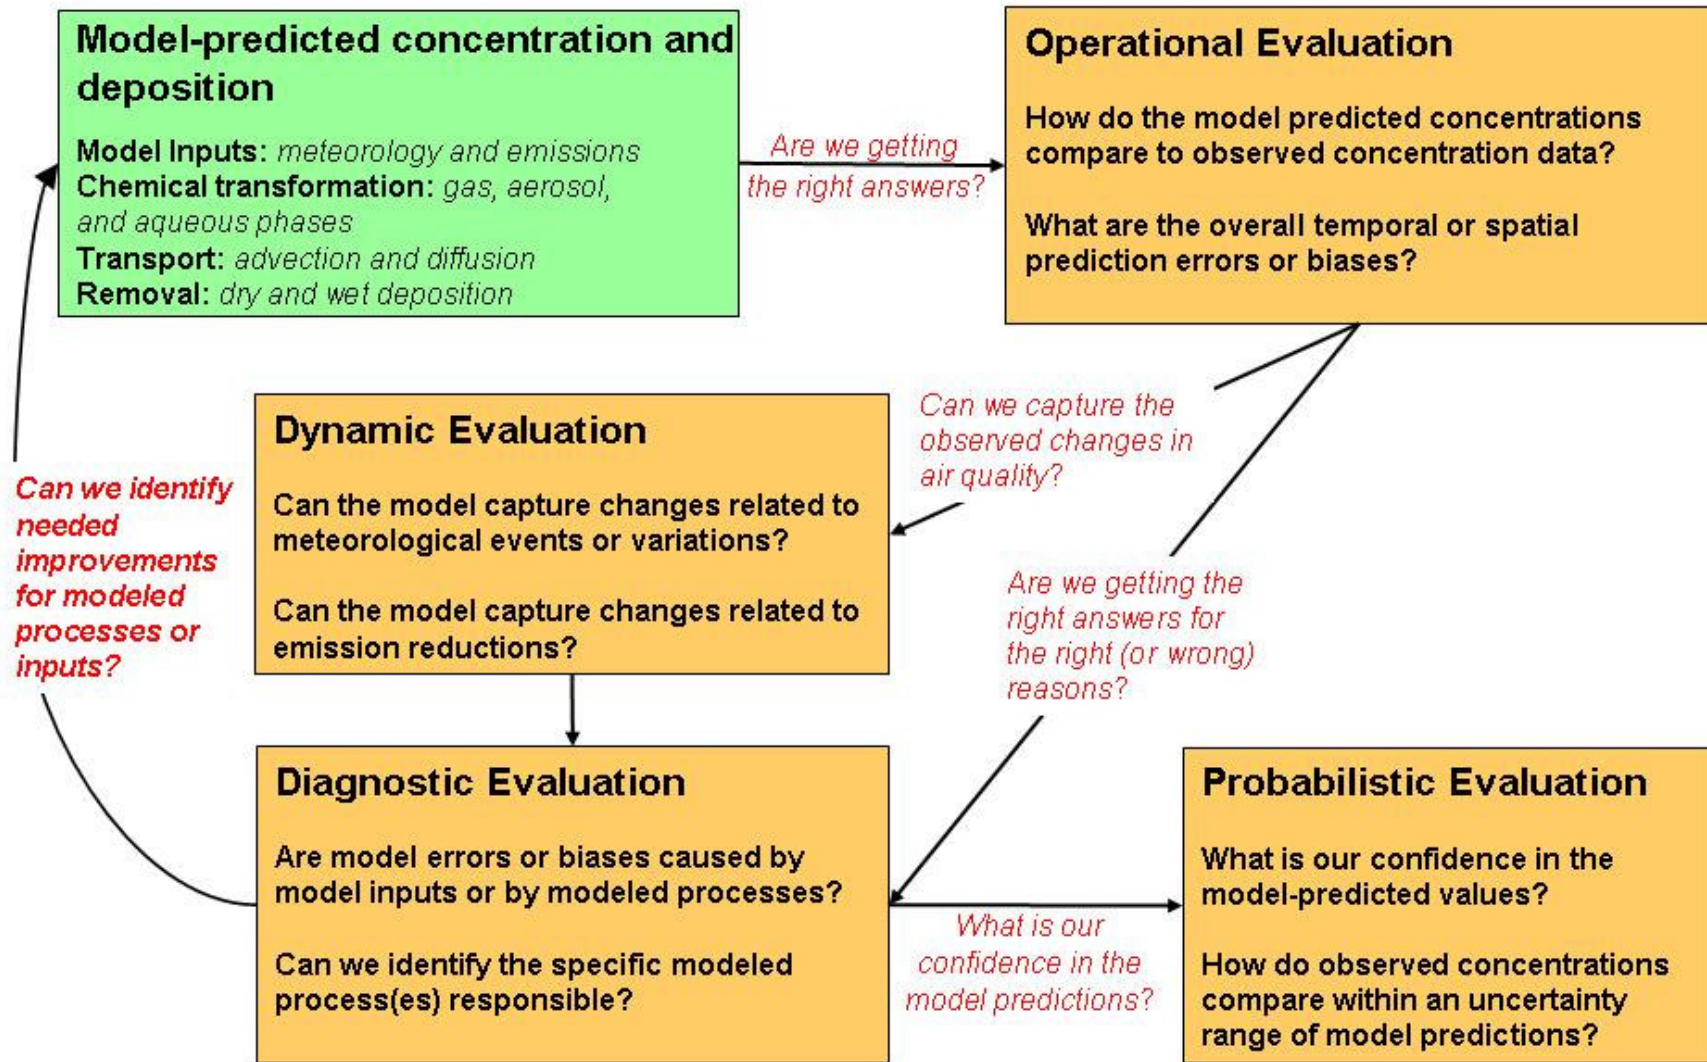 Model-predicted concentration and
deposition
Model Inputs: meteorology and emissions
Chemical transformation: gas, aerosol,
and aqueous phases
Transport: advection and diffusion
Removal: dry and wet deposition
Are we getting
the right answers?
Operational Evaluation
How do the model predicted concentrations
compare to observed concentration data?
What are the overall temporal or spatial
prediction errors or biases?
Can we capture the
observed changes in
air quality?
Dynamic Evaluation
Can the model capture changes related to
meteorological events or variations?
Can the model capture changes related to
emission reductions?
Can we identify
needed
improvements
for modeled
processes or
inputs?
Are we getting the
right answers for
the right (or wrong)
reasons?
Diagnostic Evaluation
Are model errors or biases caused by
model inputs or by modeled processes?
Can we identify the specific modeled
process(es) responsible?
What is our
confidence in the
model predictions?
Probabilistic Evaluation
What is our confidence in the
model-predicted values?
How do observed concentrations
compare within an uncertainty
range of model predictions?